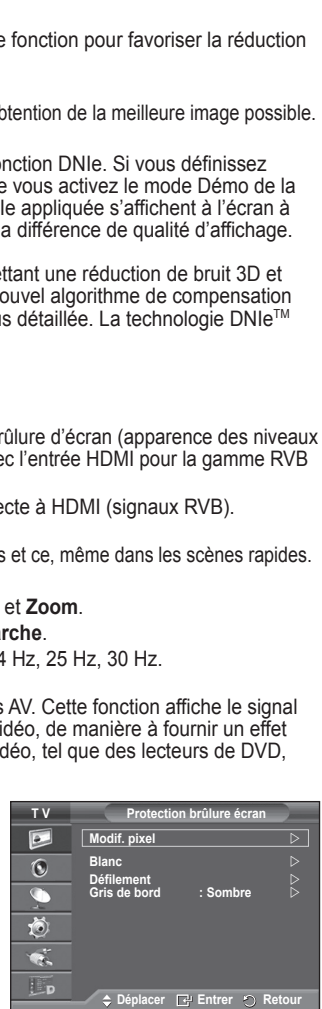 e fonction pour favoriser la réduction
btention de la meilleure image possible.
onction DNIe. Si vous définissez
e vous activez le mode Démo de la
Ie appliquée s'affichent à l'écran à
a différence de qualité d'affichage.
ttant une réduction de bruit 3D et
ouvel algorithme de compensation
us détaillée. La technologie DNIe™
rûlure d'écran (apparence des niveaux
ec l'entrée HDMI pour la gamme RVB
ecte à HDMI (signaux RVB).
s et ce, même dans les scènes rapides.
et Zoom.
arche.
4 Hz, 25 Hz, 30 Hz.
s AV. Cette fonction affiche le signal
idéo, de manière à fournir un effet
déo, tel que des lecteurs de DVD,
TV Protection brûlure écran
Modif. pixel
Blanc
Défilement
Gris de bord : Sombre
Déplacer Entrer Retour